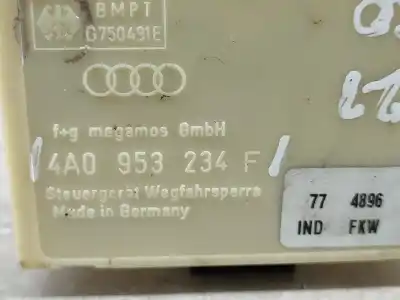 BMPT
G750491E
f+g megamos GmbH
4A0 953 234 F
Steuergerät Wegfahrsperre
Made in Germany
77 4896
IND FKW